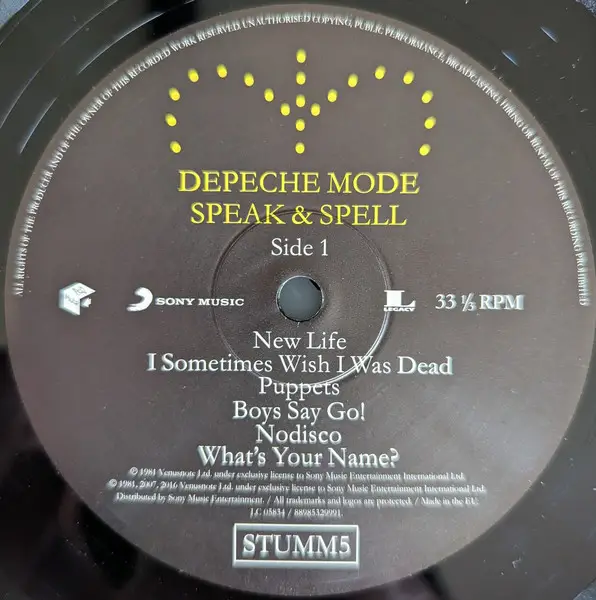 ALL RIGHTS OF THE PRODUCER AND OF THE OWNER OF THIS RECORDED WORK RESERVED UNAUTHORISED COPYING, PUBLIC PERFORMANCE, BROADCASTING, HIRING OR RENTAL OF THIS RECORDING PROHIBITED
DEPECHE MODE
SPEAK & SPELL
Side 1
SONY MUSIC
L
LEGACY
33 ⅓ RPM
New Life
I Sometimes Wish I Was Dead
Puppets
Boys Say Go!
Nodisco
What's Your Name?
℗ 1981 Venusnote Ltd. under exclusive license to Sony Music Entertainment International Ltd.
© 1981, 2007, 2016 Venusnote Ltd. under exclusive license to Sony Music Entertainment International Ltd.
Distributed by Sony Music Entertainment. / All trademarks and logos are protected. / Made in the EU.
LC 05834 / 88985329991.
STUMM5